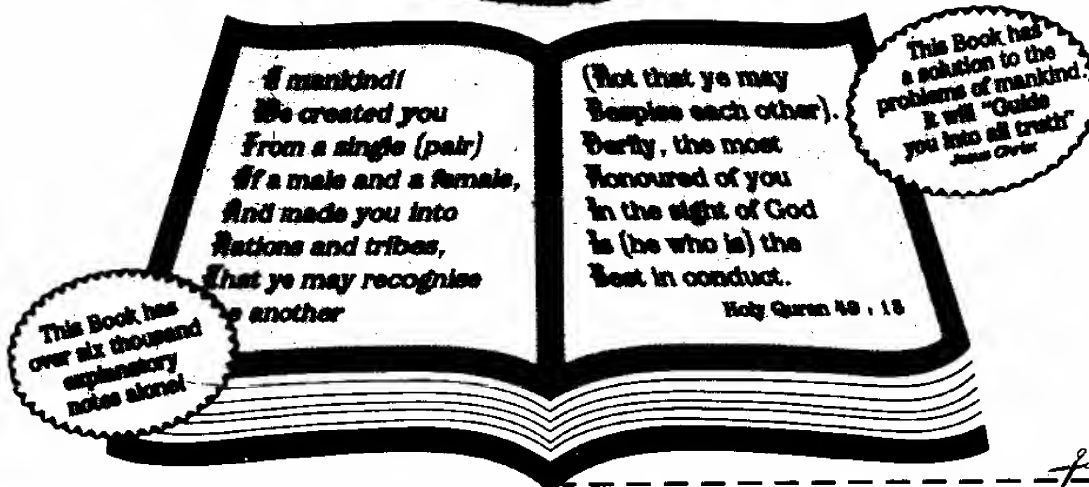 O mankind!
We created you
From a single (pair)
Of a male and a female,
And made you into
Nations and tribes,
That ye may recognise
another
(Not that ye may
Despise each other).
Verily, the most
Honoured of you
In the sight of God
Is (he who is) the
Best in conduct.
Holy Quran 49 : 13
This Book has
a solution to the
problems of mankind.
It will "Guide
you into all truth"
Jesus Christ
This Book has
over six thousand
explanatory
notes alone!